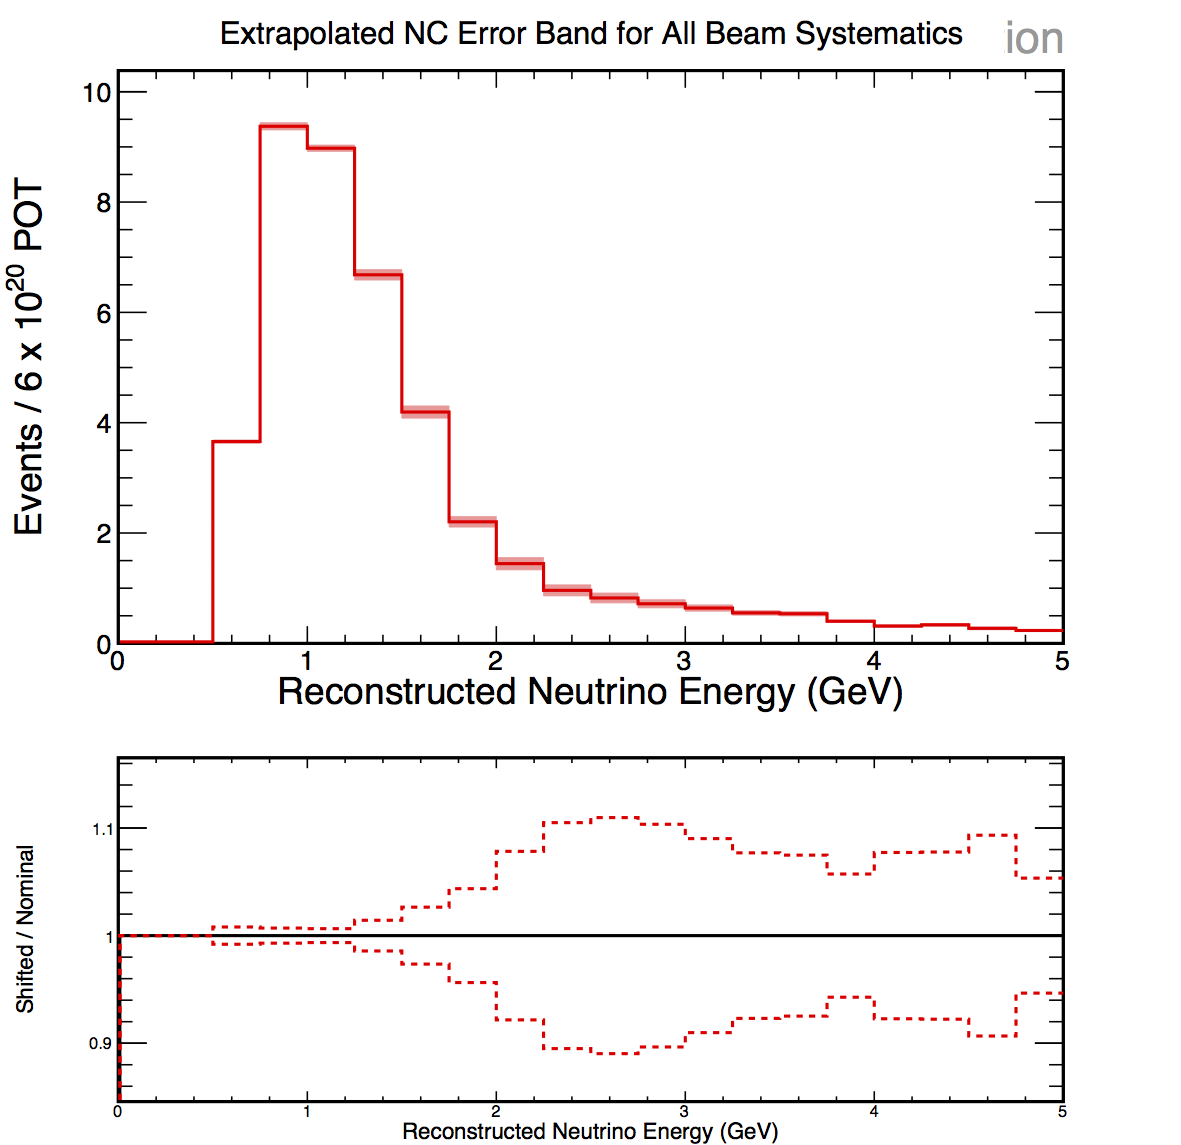 Extrapolated NC Error Band for All Beam Systematics
ion
Events / 6 x 10^20 POT
10
8
6
4
2
0
0 1 2 3 4 5
Reconstructed Neutrino Energy (GeV)
Shifted / Nominal
1.1
1
0.9
0 1 2 3 4 5
Reconstructed Neutrino Energy (GeV)